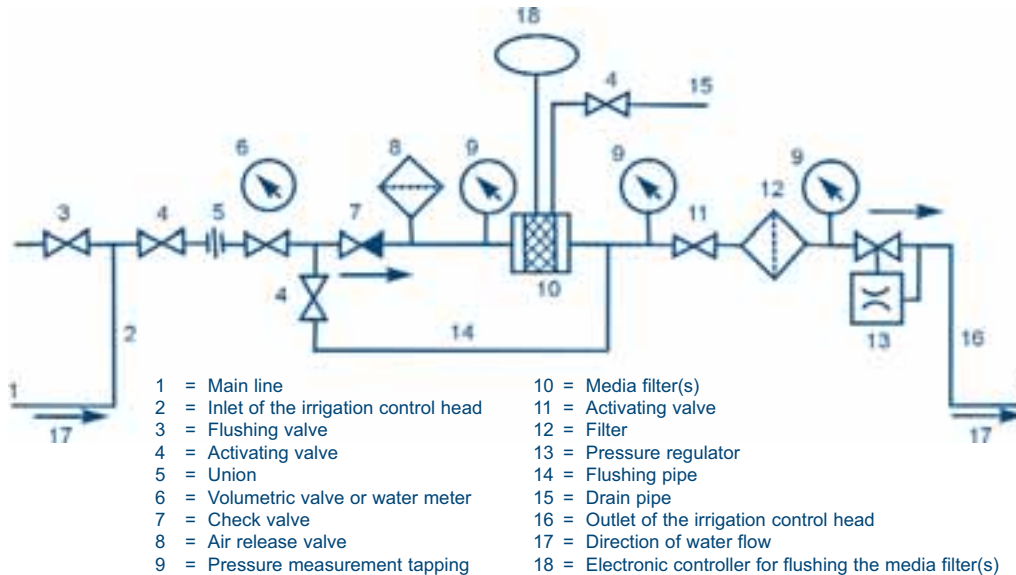 18
4
15
6
8
9
9
9
12
3
4
5
7
11
4
10
2
14
13
16
1
17
17
1 = Main line
2 = Inlet of the irrigation control head
3 = Flushing valve
4 = Activating valve
5 = Union
6 = Volumetric valve or water meter
7 = Check valve
8 = Air release valve
9 = Pressure measurement tapping
10 = Media filter(s)
11 = Activating valve
12 = Filter
13 = Pressure regulator
14 = Flushing pipe
15 = Drain pipe
16 = Outlet of the irrigation control head
17 = Direction of water flow
18 = Electronic controller for flushing the media filter(s)